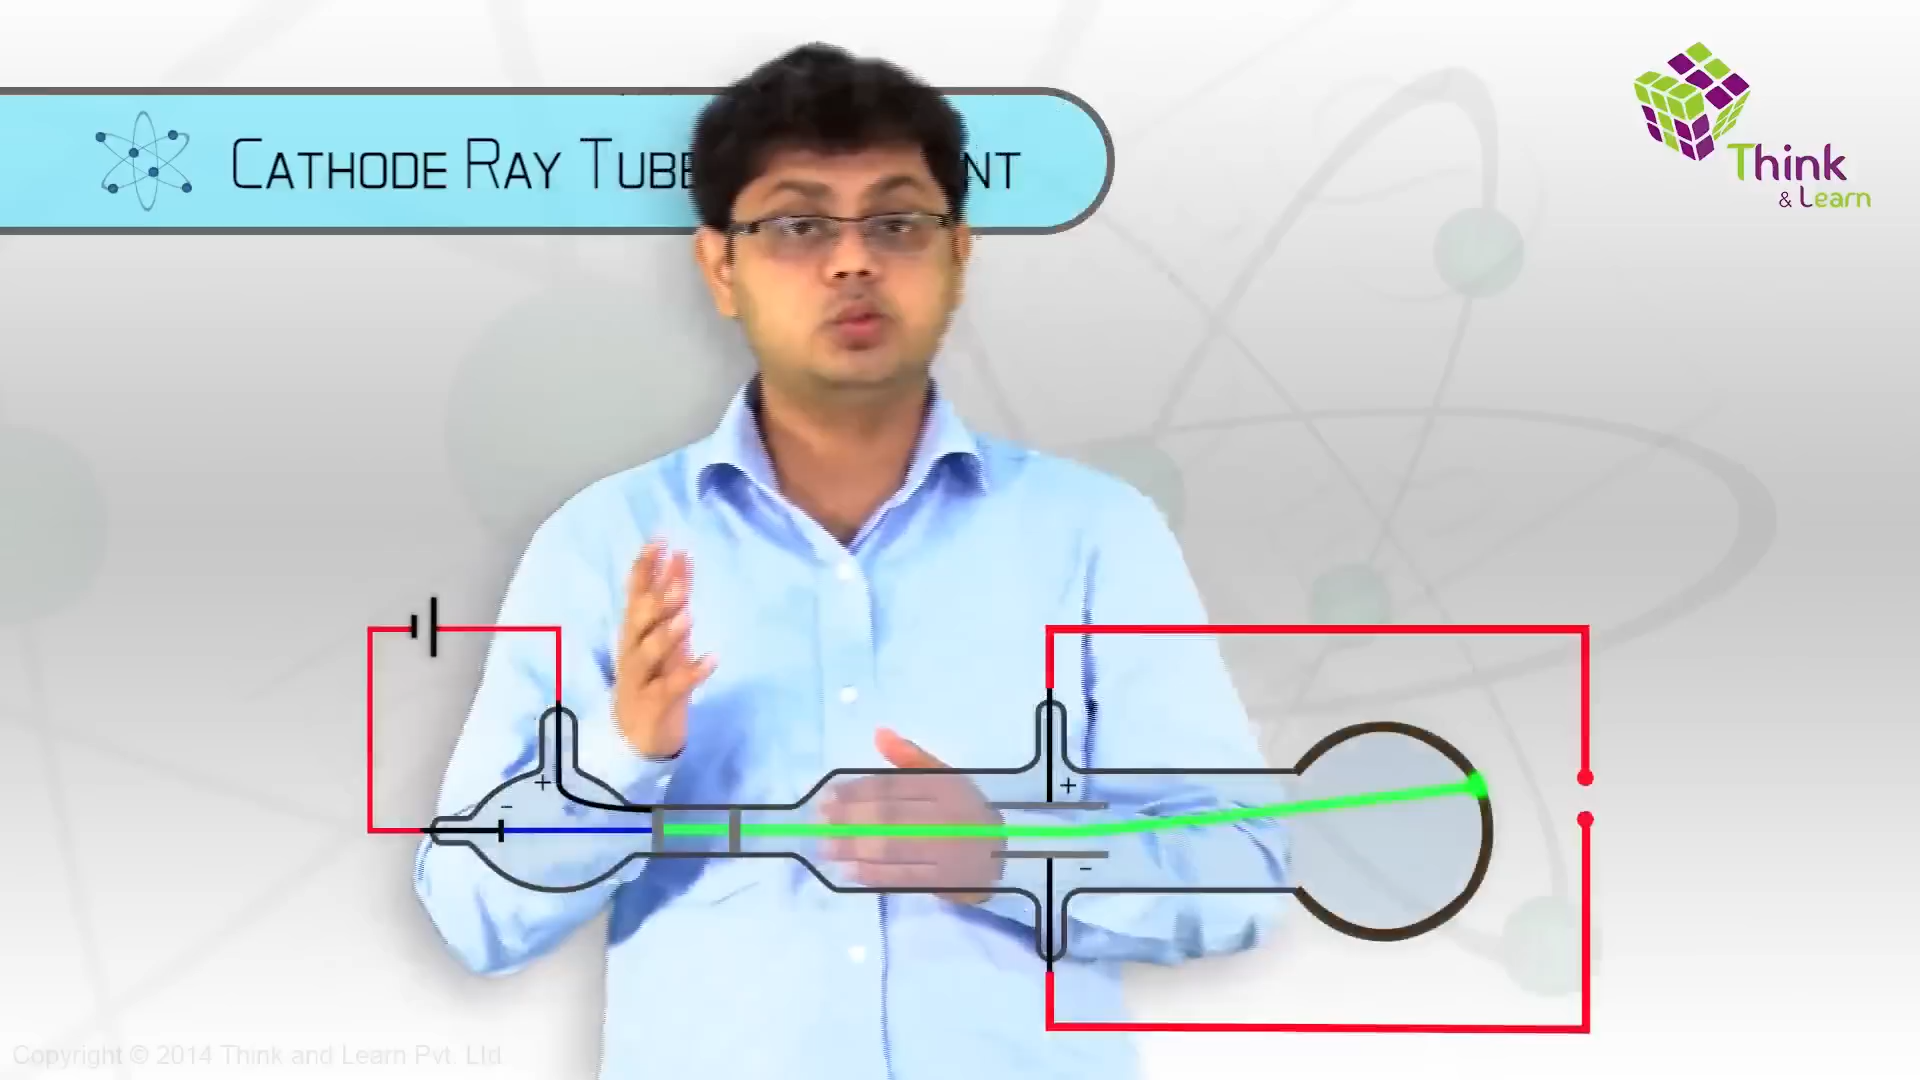 CATHODE RAY TUBE NT
Think
& Learn
+
-
+
-
Copyright © 2014 Think and Learn Pvt. Ltd